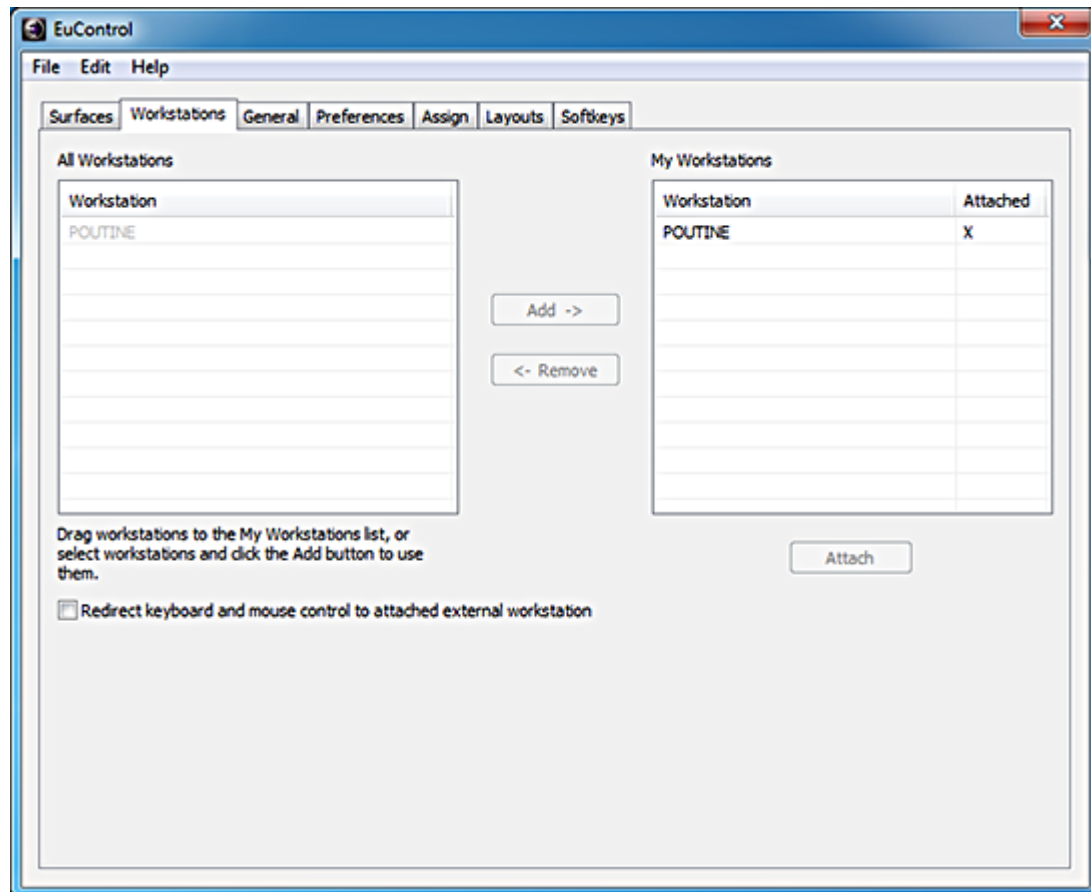 EuControl
File Edit Help
Surfaces Workstations General Preferences Assign Layouts Softkeys
All Workstations
My Workstations
Workstation
Workstation Attached
POUTINE
POUTINE X
Add ->
<- Remove
Drag workstations to the My Workstations list, or
select workstations and click the Add button to use
them.
Attach
Redirect keyboard and mouse control to attached external workstation